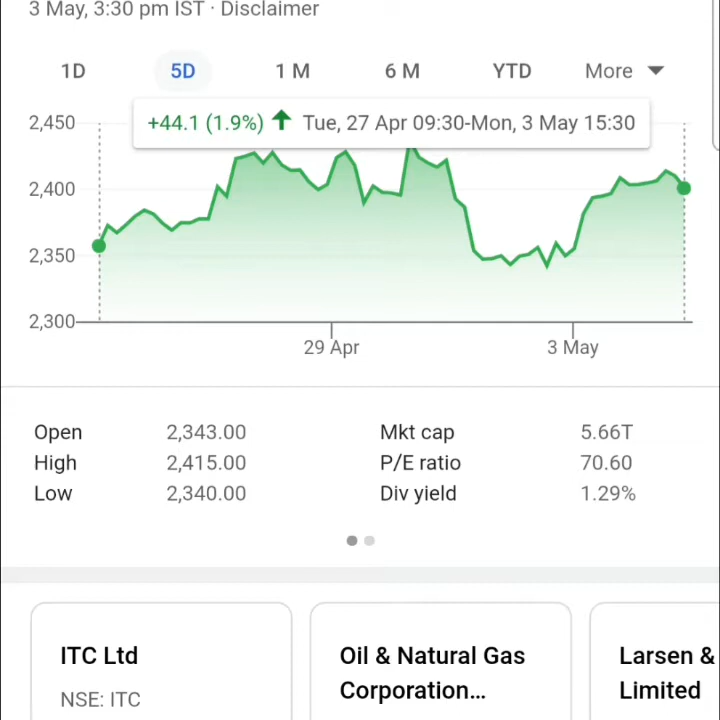 3 May, 3:30 pm IST · Disclaimer
1D 5D 1 M 6 M YTD More
+44.1 (1.9%) Tue, 27 Apr 09:30-Mon, 3 May 15:30
2,450
2,400
2,350
2,300
29 Apr 3 May
Open 2,343.00 Mkt cap 5.66T
High 2,415.00 P/E ratio 70.60
Low 2,340.00 Div yield 1.29%
ITC Ltd
NSE: ITC
Oil & Natural Gas
Corporation...
Larsen &
Limited